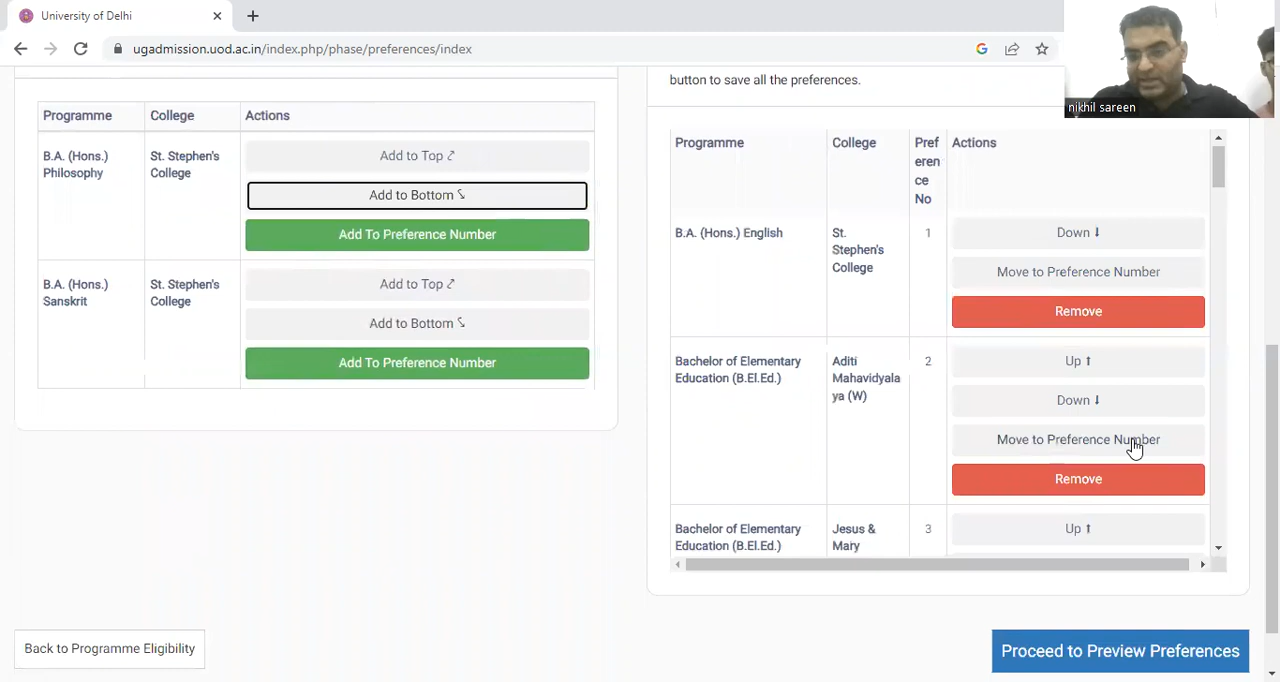 University of Delhi
ugadmission.uod.ac.in/index.php/phase/preferences/index
nikhil sareen
Programme College Actions
B.A. (Hons.)
Philosophy
St. Stephen's
College
Add to Top ⤤
Add to Bottom ⤥
Add To Preference Number
B.A. (Hons.)
Sanskrit
St. Stephen's
College
Add to Top ⤤
Add to Bottom ⤥
Add To Preference Number
Back to Programme Eligibility
button to save all the preferences.
Programme College Pref
eren
ce
No
Actions
B.A. (Hons.) English
St.
Stephen's
College
1
Down ⬇
Move to Preference Number
Remove
Bachelor of Elementary
Education (B.El.Ed.)
Aditi
Mahavidyala
ya (W)
2
Up ⬆
Down ⬇
Move to Preference Number
Remove
Bachelor of Elementary
Education (B.El.Ed.)
Jesus &
Mary
3
Up ⬆
Proceed to Preview Preferences